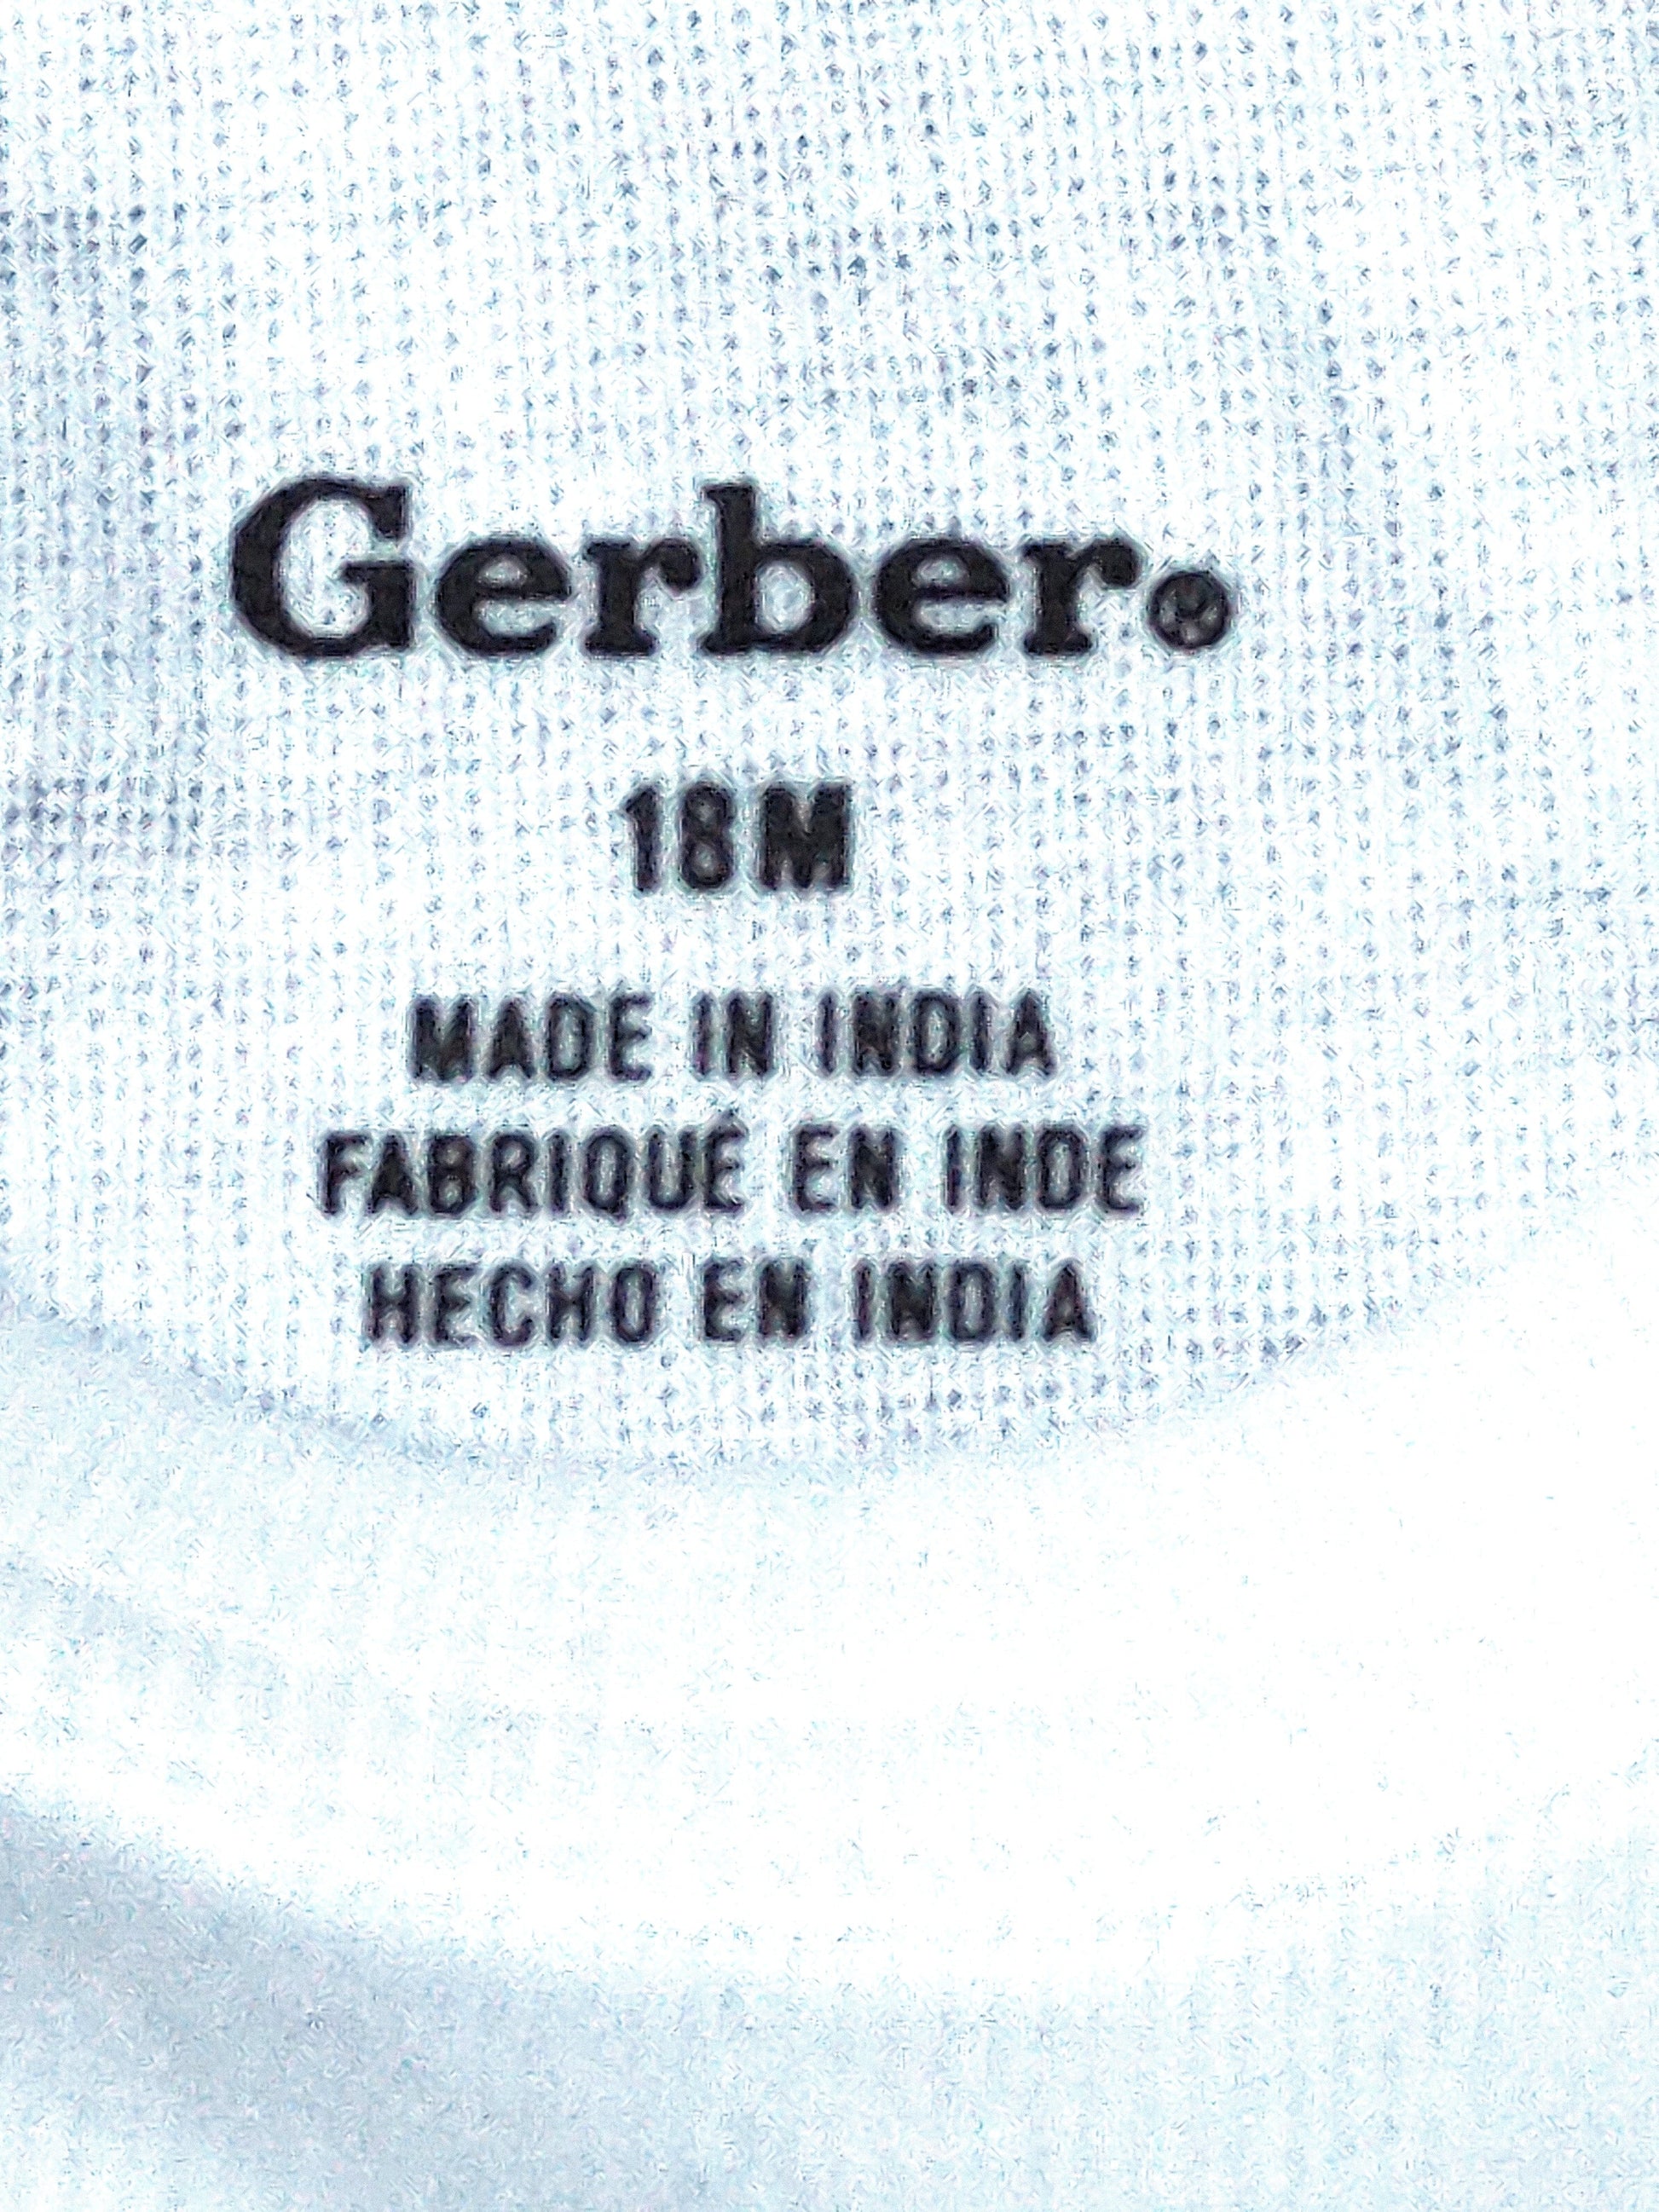 Gerber®
18M
MADE IN INDIA
FABRIQUÉ EN INDE
HECHO EN INDIA